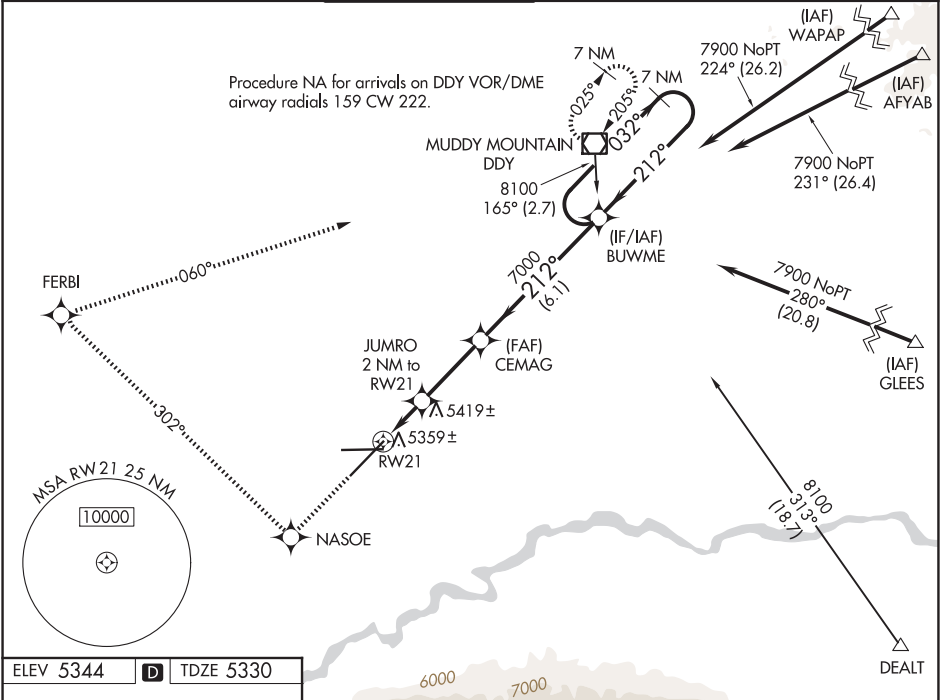 (IAF)
WAPAP
7900 NoPT
224° (26.2)
(IAF)
AFYAB
7900 NoPT
231° (26.4)
Procedure NA for arrivals on DDY VOR/DME
airway radials 159 CW 222.
7 NM
7 NM
025°
205°
032°
212°
MUDDY MOUNTAIN
DDY
8100
165° (2.7)
(IF/IAF)
BUWME
7000
212°
(6.1)
060°
FERBI
7900 NoPT
280°
(20.8)
(IAF)
GLEES
JUMRO
2 NM to
RW21
(FAF)
CEMAG
5419±
5359±
RW21
302°
MSA RW21 25 NM
10000
NASOE
8100
313°
(18.7)
DEALT
ELEV 5344 D TDZE 5330
6000
7000